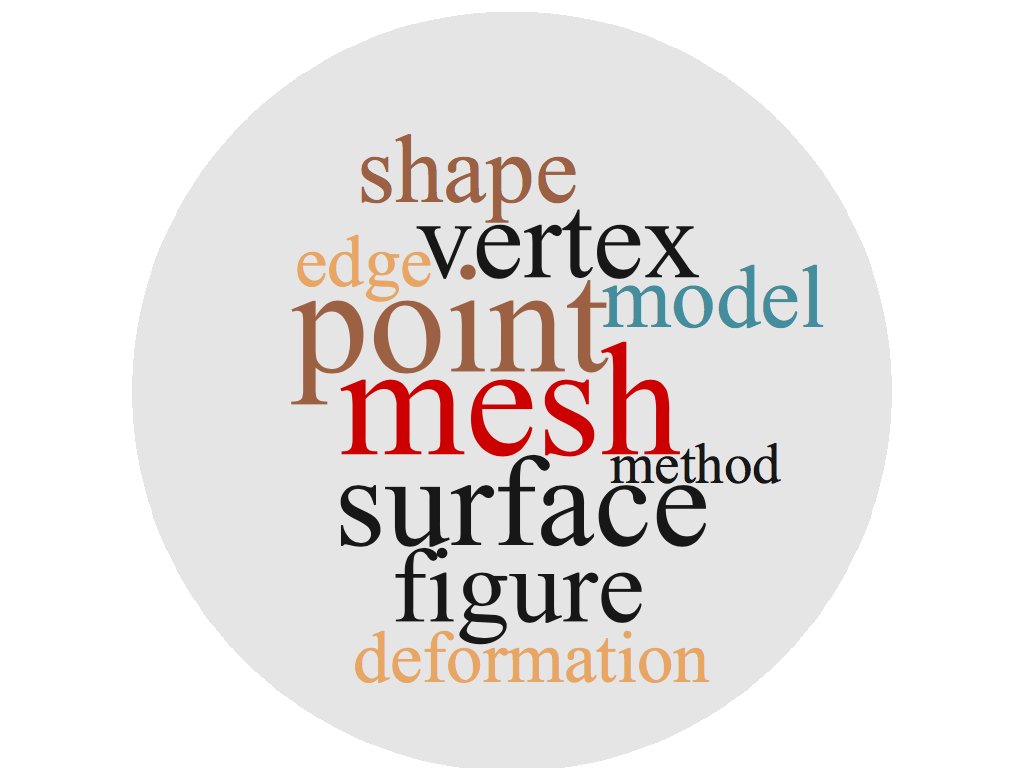 shape
vertex
edge
model
point
mesh
method
surface
figure
deformation